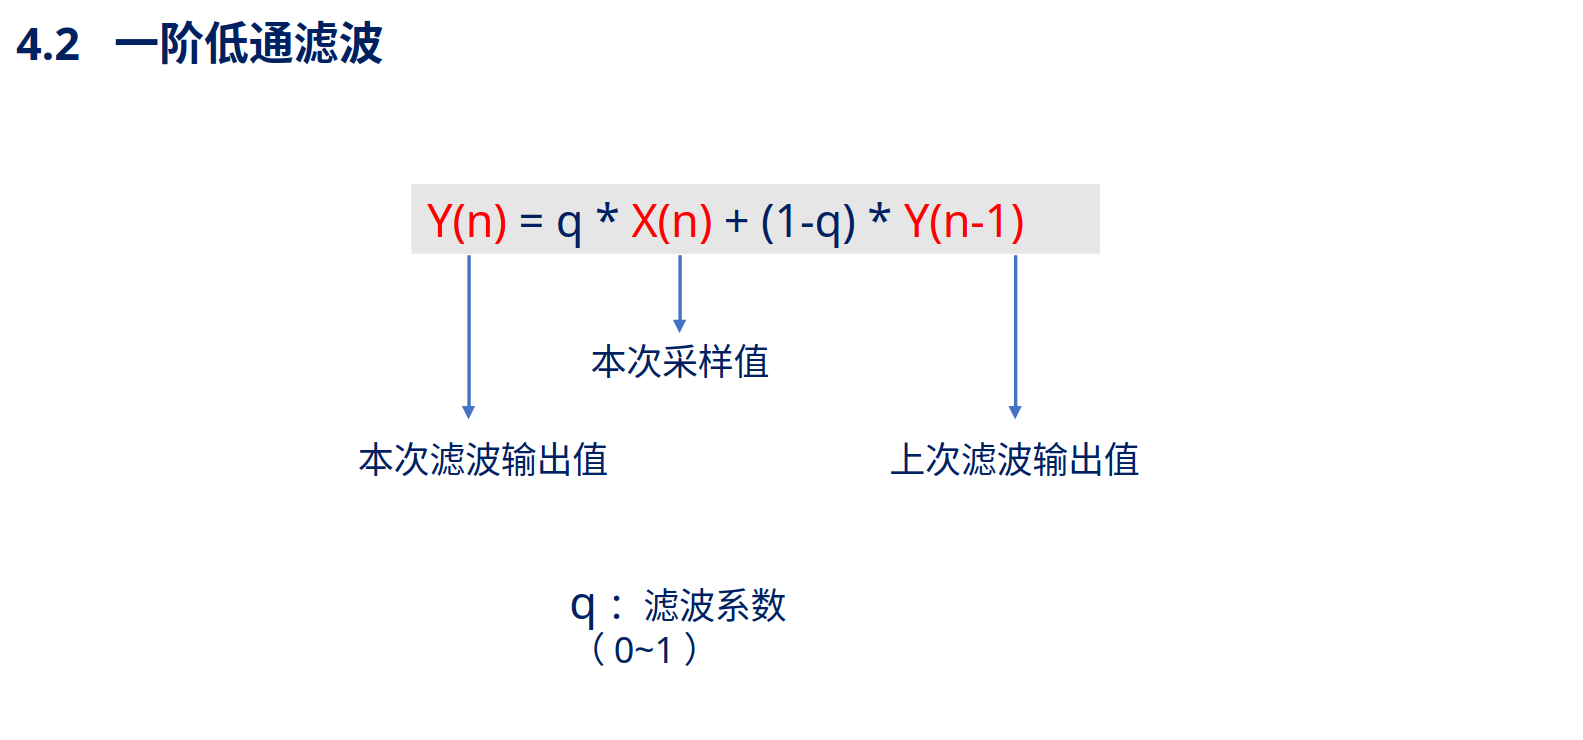 4.2 一阶低通滤波
Y(n) = q * X(n) + (1-q) * Y(n-1)
本次采样值
本次滤波输出值
上次滤波输出值
q：滤波系数
（0~1）